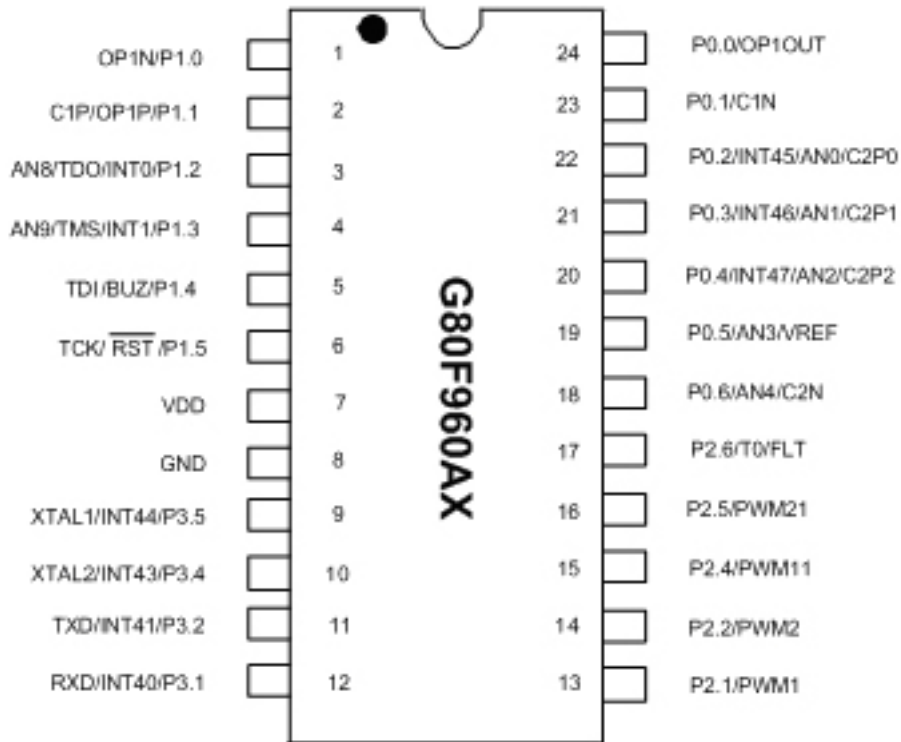 OP1N/P1.0 1 24 P0.0/OP1OUT
C1P/OP1P/P1.1 2 23 P0.1/C1N
AN8/TDO/INT0/P1.2 3 22 P0.2/INT45/AN0/C2P0
AN9/TMS/INT1/P1.3 4 21 P0.3/INT46/AN1/C2P1
TDI/BUZ/P1.4 5 20 P0.4/INT47/AN2/C2P2
TCK/ RST /P1.5 6 19 P0.5/AN3/VREF
VDD 7 18 P0.6/AN4/C2N
GND 8 17 P2.6/T0/FLT
XTAL1/INT44/P3.5 9 16 P2.5/PWM21
XTAL2/INT43/P3.4 10 15 P2.4/PWM11
TXD/INT41/P3.2 11 14 P2.2/PWM2
RXD/INT40/P3.1 12 13 P2.1/PWM1
G80F960AX